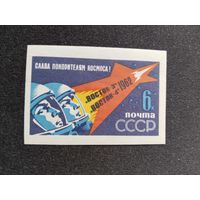 СЛАВА ПОКОРИТЕЛЯМ КОСМОСА!
„ВОСТОК 3"
„ВОСТОК-4" 1962
6К
ПОЧТА
СССР